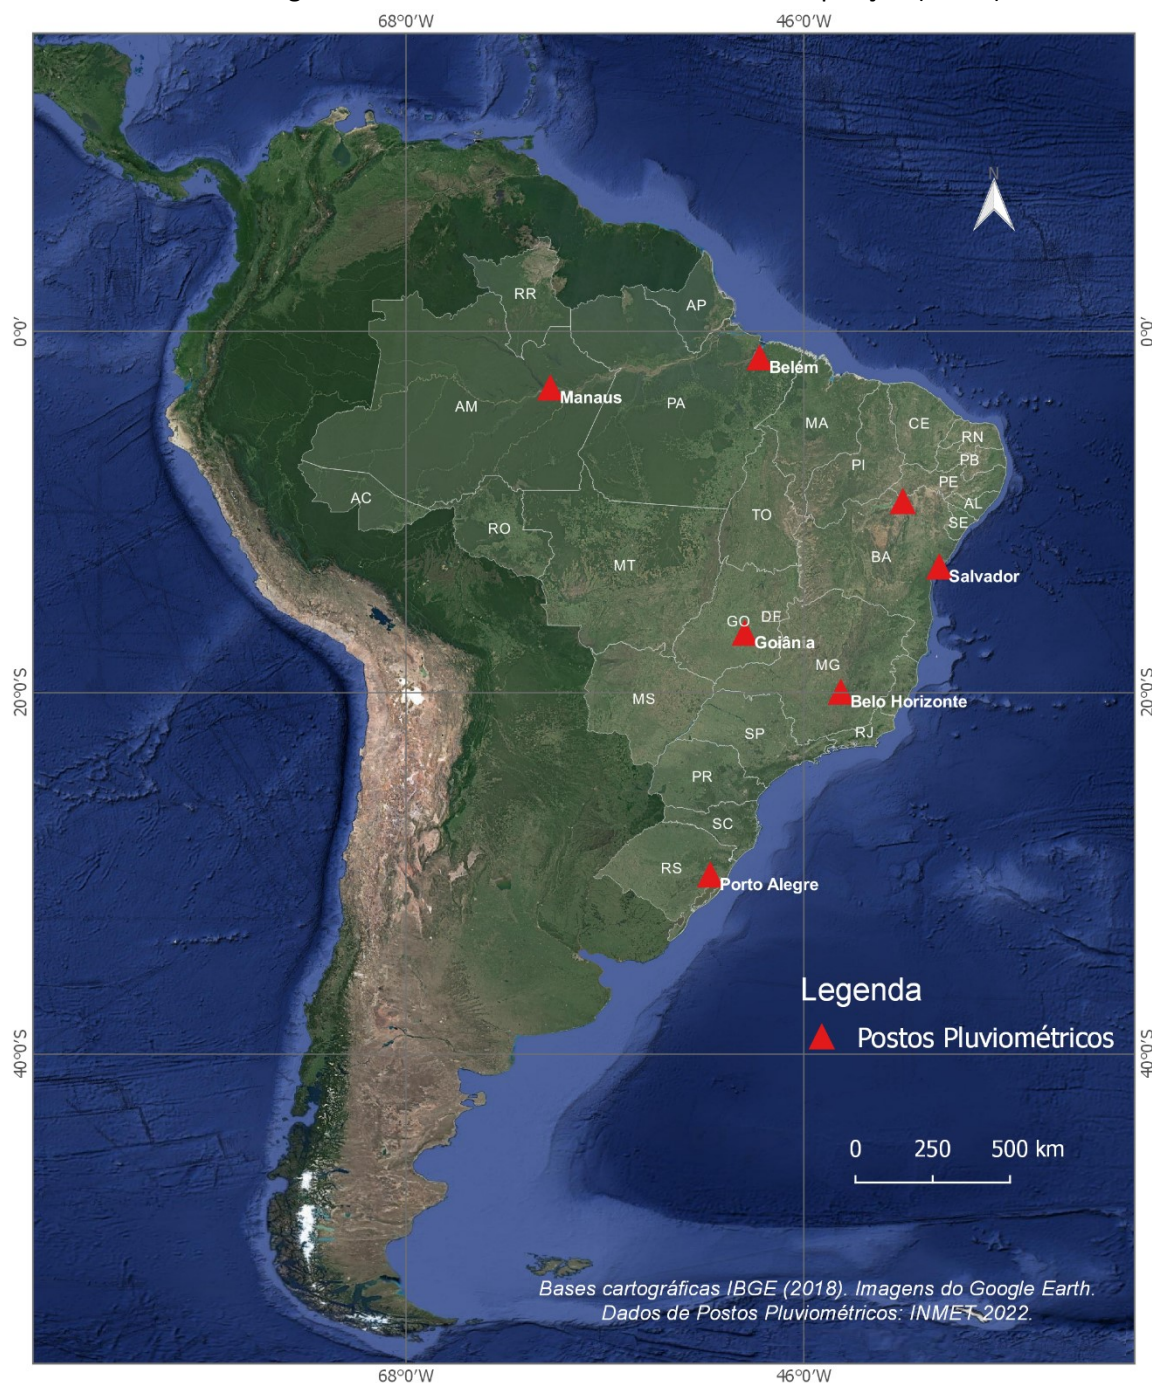 68°0'W 46°0'W
N
RR
AP
0°0' 0°0'
Belém
Manaus
AM PA MA CE
RN
PI PB
PE
AC AL
RO TO SE
MT BA
Salvador
GO DF
Goiânia
MG
MS Belo Horizonte
SP RJ
PR
SC
RS
Porto Alegre
20°0'S 20°0'S
Legenda
Postos Pluviométricos
40°0'S 40°0'S
0 250 500 km
Bases cartográficas IBGE (2018). Imagens do Google Earth.
Dados de Postos Pluviométricos: INMET 2022.
68°0'W 46°0'W